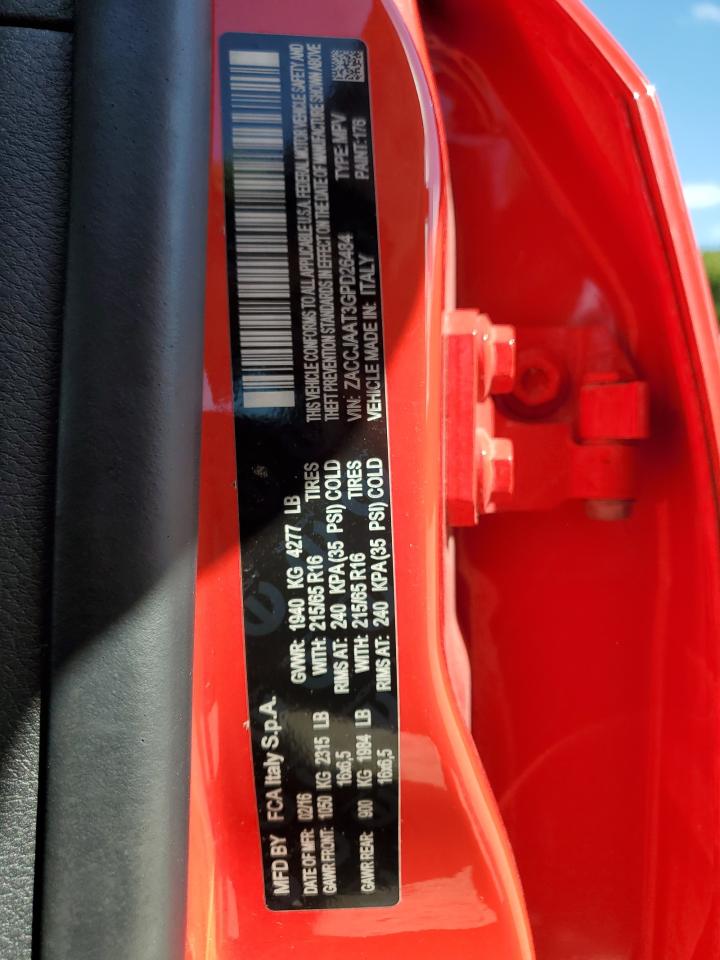 MFD BY FCA Italy S.p.A.
DATE OF MFR: 02/16 GVWR: 1940 KG 4277 LB
GAWR FRONT: 1050 KG 2315 LB WITH: 215/65 R16 TIRES
16x6,5 RIMS AT: 240 KPA(35 PSI) COLD
GAWR REAR: 900 KG 1984 LB WITH: 215/65 R16 TIRES
16x6,5 RIMS AT: 240 KPA(35 PSI) COLD
THIS VEHICLE CONFORMS TO ALL APPLICABLE U.S.A. FEDERAL MOTOR VEHICLE SAFETY AND
THEFT PREVENTION STANDARDS IN EFFECT ON THE DATE OF MANUFACTURE SHOWN ABOVE
VIN: ZACCJAAT3GPD26484 TYPE: MPV
VEHICLE MADE IN: ITALY PAINT: 176